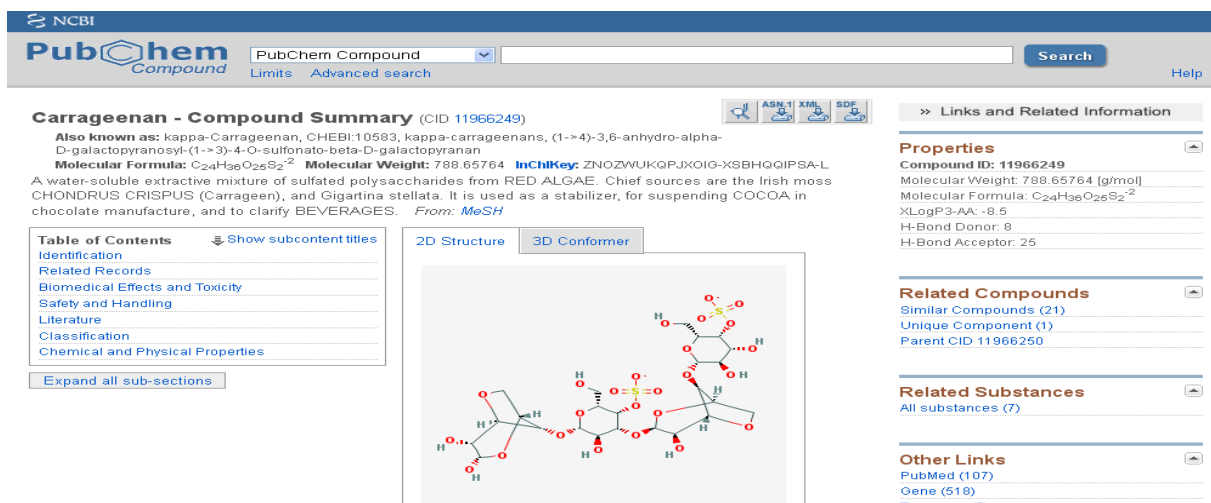 NCBI
PubChem Compound
PubChem Compound
Search
Limits Advanced search
Help
Carrageenan - Compound Summary (CID 11966249)
ASN.1 XML SDF
Also known as: kappa-Carrageenan, CHEBI:10583, kappa-carrageenans, (1->4)-3,6-anhydro-alpha-
D-galactopyranosyl-(1->3)-4-O-sulfonato-beta-D-galactopyranan
Molecular Formula: C24H36O25S2-2 Molecular Weight: 788.65764 InChIKey: ZNOZWUKQPJXOIG-XSBHQQIPSA-L
A water-soluble extractive mixture of sulfated polysaccharides from RED ALGAE. Chief sources are the Irish moss
CHONDRUS CRISPUS (Carrageen), and Gigartina stellata. It is used as a stabilizer, for suspending COCOA in
chocolate manufacture, and to clarify BEVERAGES. From: MeSH
Table of Contents Show subcontent titles
Identification
Related Records
Biomedical Effects and Toxicity
Safety and Handling
Literature
Classification
Chemical and Physical Properties
Expand all sub-sections
2D Structure 3D Conformer
» Links and Related Information
Properties
Compound ID: 11966249
Molecular Weight: 788.65764 [g/mol]
Molecular Formula: C24H36O25S2-2
XLogP3-AA: -8.5
H-Bond Donor: 8
H-Bond Acceptor: 25
Related Compounds
Similar Compounds (21)
Unique Component (1)
Parent CID 11966250
Related Substances
All substances (7)
Other Links
PubMed (107)
Gene (518)